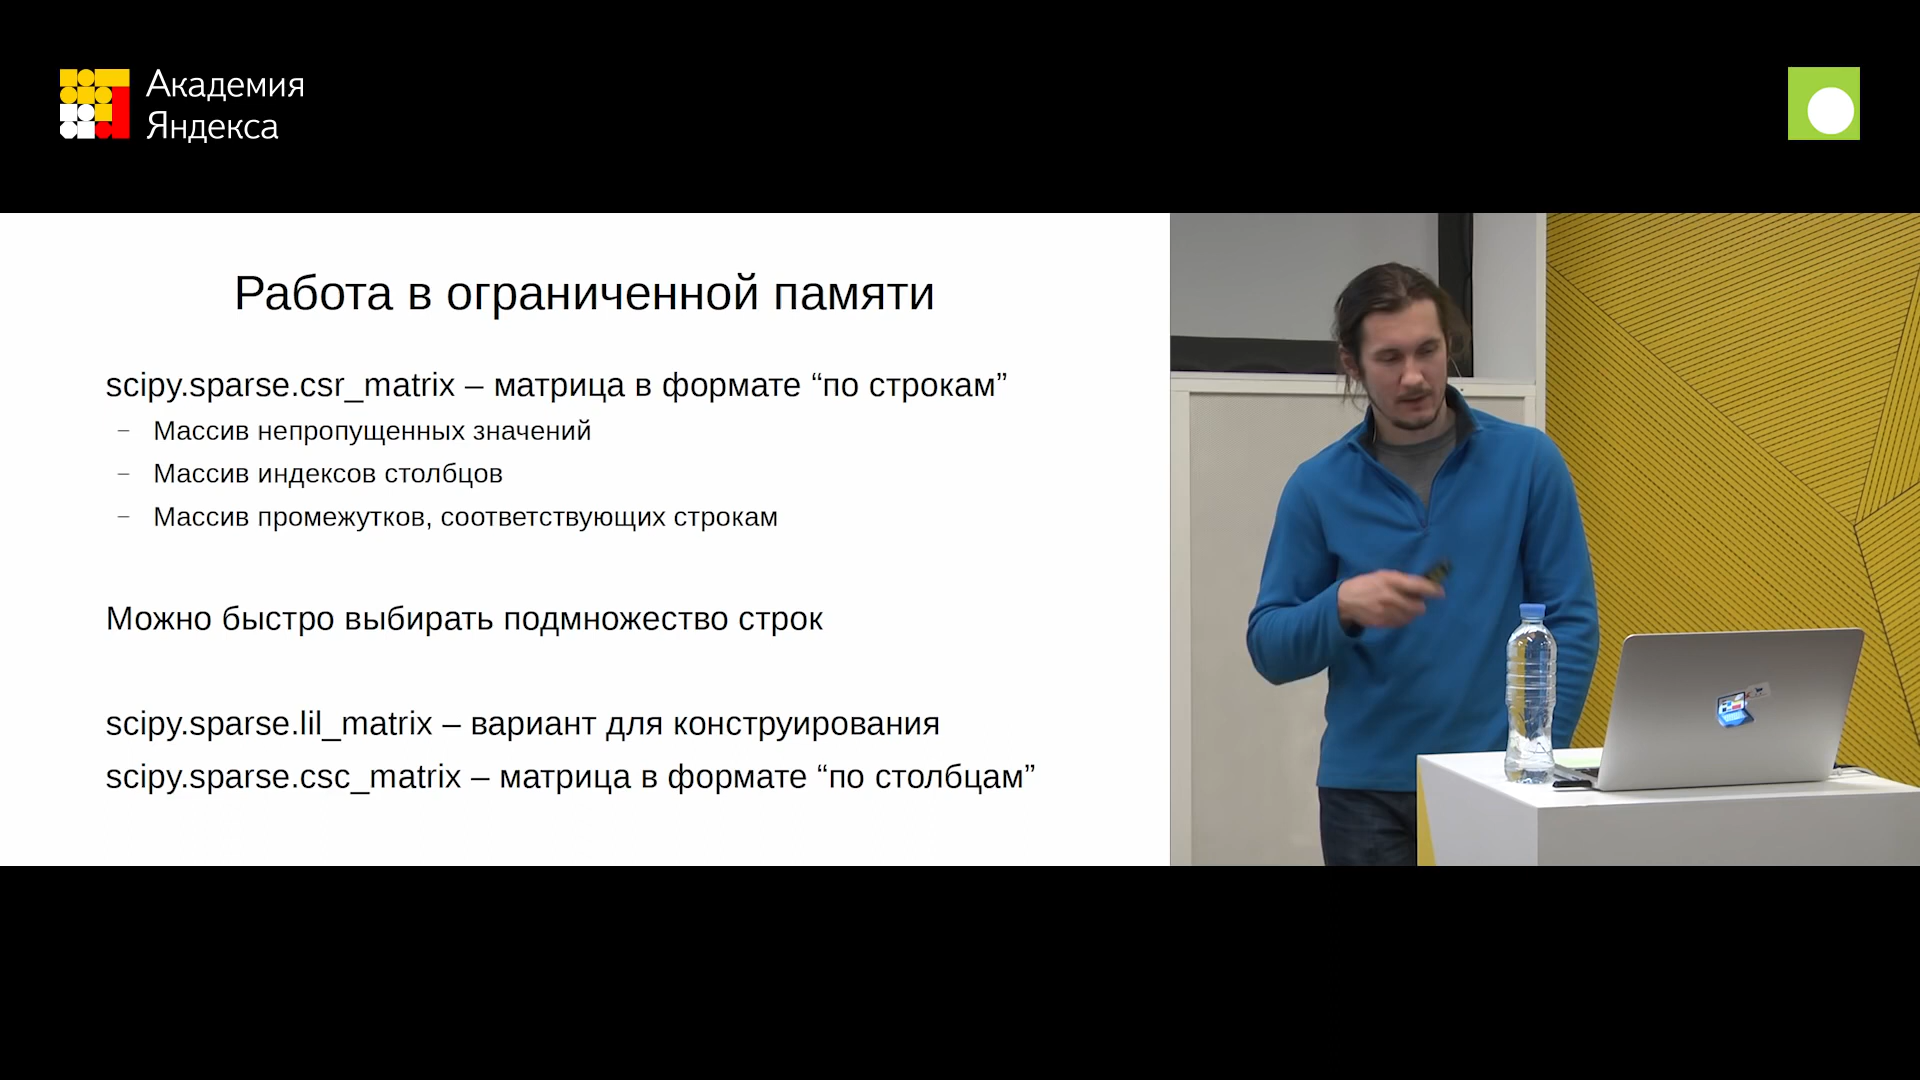 Академия
Яндекса
Работа в ограниченной памяти
scipy.sparse.csr_matrix – матрица в формате “по строкам”
– Массив непропущенных значений
– Массив индексов столбцов
– Массив промежутков, соответствующих строкам
Можно быстро выбирать подмножество строк
scipy.sparse.lil_matrix – вариант для конструирования
scipy.sparse.csc_matrix – матрица в формате “по столбцам”